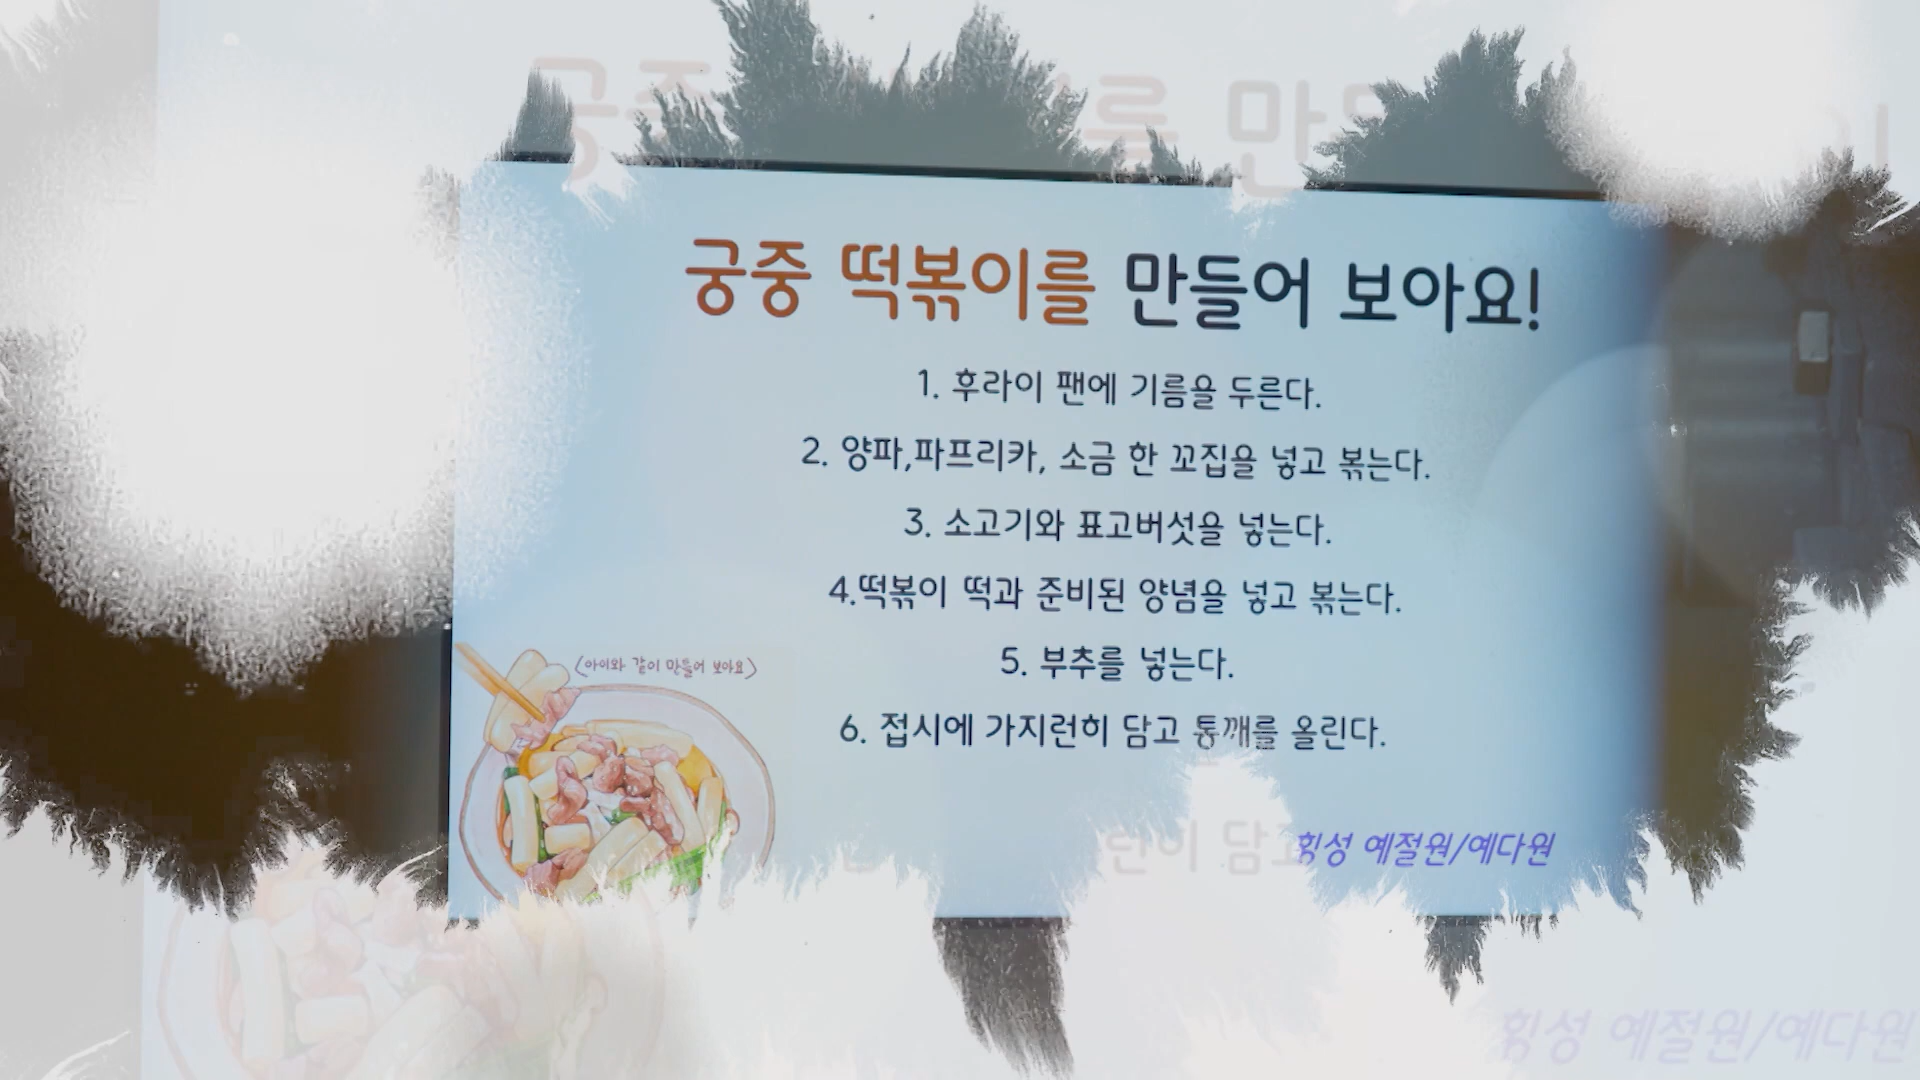 궁중 떡볶이를 만들어 보아요!
1. 후라이 팬에 기름을 두른다.
2. 양파,파프리카, 소금 한 꼬집을 넣고 볶는다.
3. 소고기와 표고버섯을 넣는다.
4.떡볶이 떡과 준비된 양념을 넣고 볶는다.
5. 부추를 넣는다.
(아이와 같이 만들어 보아요)
6. 접시에 가지런히 담고 통깨를 올린다.
횡성 예절원/예다원
횡성 예절원/예다원